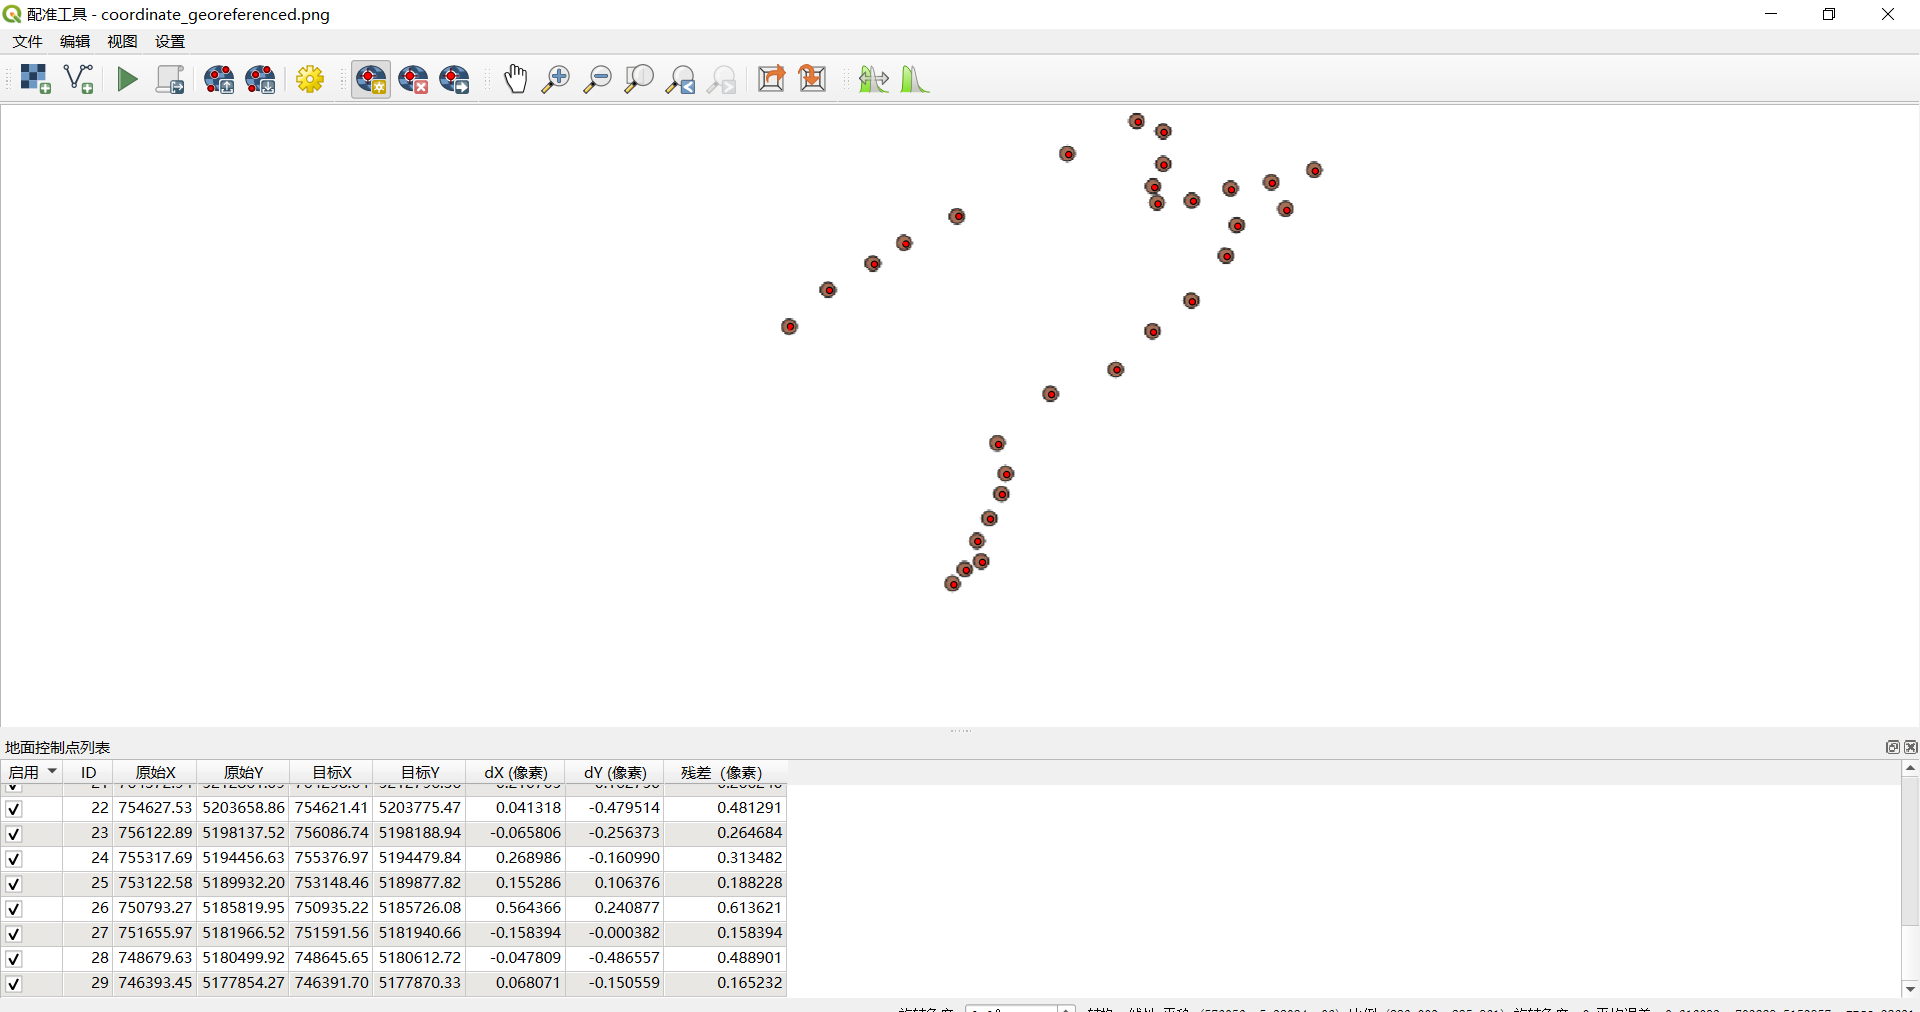 配准工具 - coordinate_georeferenced.png
文件 编辑 视图 设置
地面控制点列表
启用 ID 原始X 原始Y 目标X 目标Y dX (像素) dY (像素) 残差（像素）
22 754627.53 5203658.86 754621.41 5203775.47 0.041318 -0.479514 0.481291
23 756122.89 5198137.52 756086.74 5198188.94 -0.065806 -0.256373 0.264684
24 755317.69 5194456.63 755376.97 5194479.84 0.268986 -0.160990 0.313482
25 753122.58 5189932.20 753148.46 5189877.82 0.155286 0.106376 0.188228
26 750793.27 5185819.95 750935.22 5185726.08 0.564366 0.240877 0.613621
27 751655.97 5181966.52 751591.56 5181940.66 -0.158394 -0.000382 0.158394
28 748679.63 5180499.92 748645.65 5180612.72 -0.047809 -0.486557 0.488901
29 746393.45 5177854.27 746391.70 5177870.33 0.068071 -0.150559 0.165232